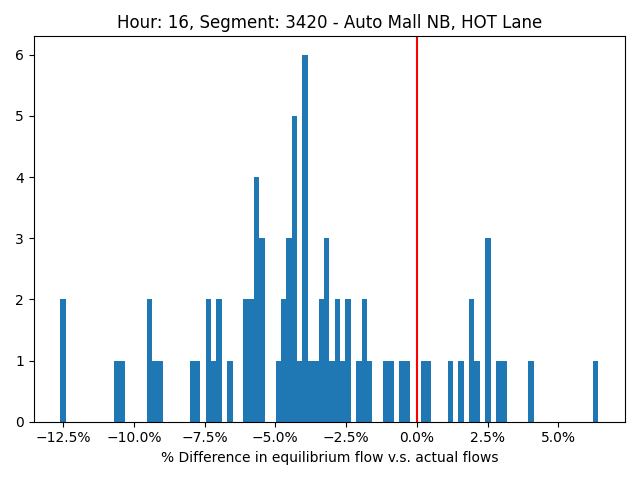 Hour: 16, Segment: 3420 - Auto Mall NB, HOT Lane
6
5
4
3
2
1
0
−12.5% −10.0% −7.5% −5.0% −2.5% 0.0% 2.5% 5.0%
% Difference in equilibrium flow v.s. actual flows